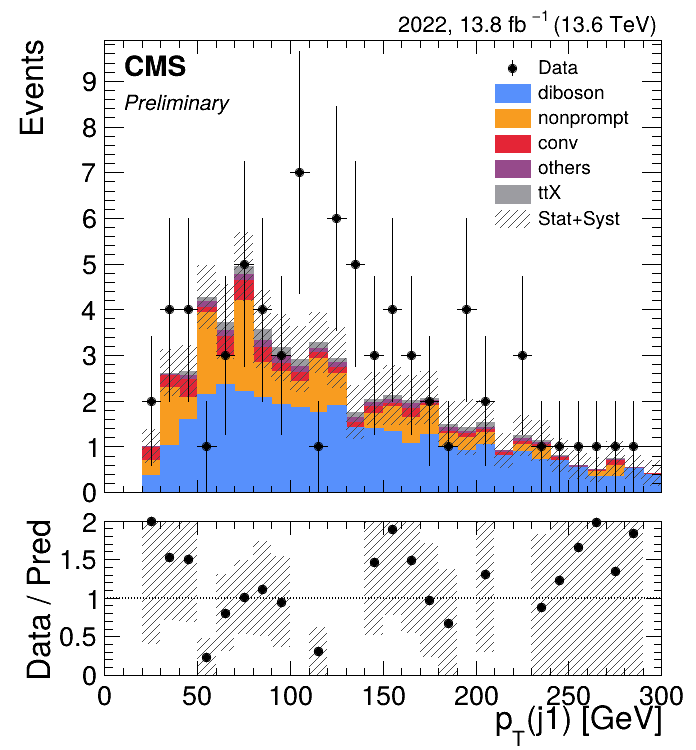 2022, 13.8 fb⁻¹ (13.6 TeV)
Events
CMS
Preliminary
Data
diboson
nonprompt
conv
others
ttX
Stat+Syst
9
8
7
6
5
4
3
2
1
0
Data / Pred
2
1.5
1
0.5
0
0 50 100 150 200 250 300
p_T(j1) [GeV]